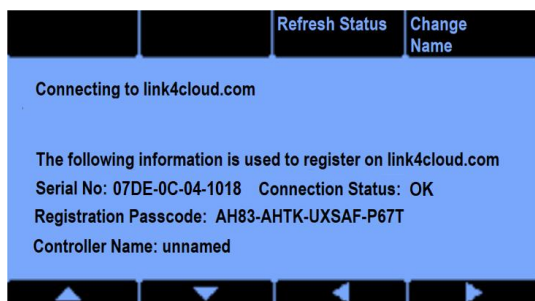 Refresh Status
Change
Name
Connecting to link4cloud.com
The following information is used to register on link4cloud.com
Serial No: 07DE-0C-04-1018 Connection Status: OK
Registration Passcode: AH83-AHTK-UXSAF-P67T
Controller Name: unnamed